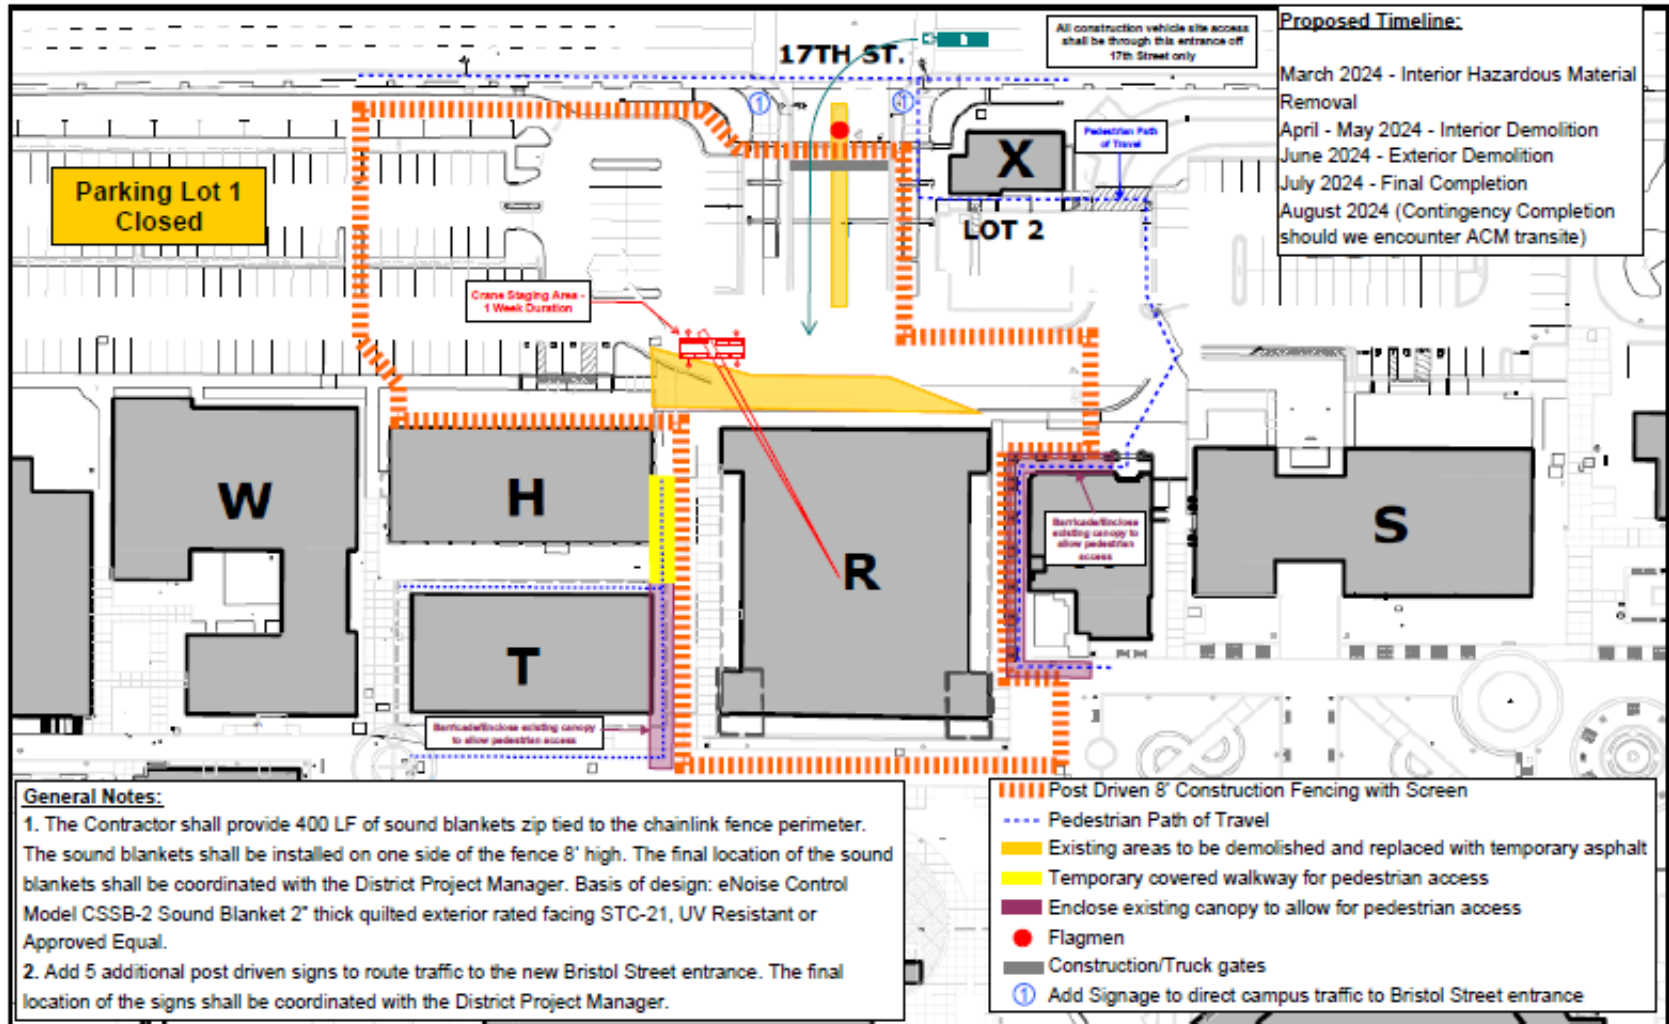 17TH ST.
All construction vehicle site access
shall be through this entrance off
17th Street only
Proposed Timeline:
March 2024 - Interior Hazardous Material
Removal
April - May 2024 - Interior Demolition
June 2024 - Exterior Demolition
July 2024 - Final Completion
August 2024 (Contingency Completion
should we encounter ACM transite)
1
1
Parking Lot 1
Closed
Pedestrian Path
of Travel
X
LOT 2
Crane Staging Area -
1 Week Duration
W
H
R
S
T
Barricade/Enclose
existing canopy to
allow pedestrian
access
Barricade/Enclose existing canopy
to allow pedestrian access
General Notes:
1. The Contractor shall provide 400 LF of sound blankets zip tied to the chainlink fence perimeter.
The sound blankets shall be installed on one side of the fence 8' high. The final location of the sound
blankets shall be coordinated with the District Project Manager. Basis of design: eNoise Control
Model CSSB-2 Sound Blanket 2" thick quilted exterior rated facing STC-21, UV Resistant or
Approved Equal.
2. Add 5 additional post driven signs to route traffic to the new Bristol Street entrance. The final
location of the signs shall be coordinated with the District Project Manager.
Post Driven 8' Construction Fencing with Screen
Pedestrian Path of Travel
Existing areas to be demolished and replaced with temporary asphalt
Temporary covered walkway for pedestrian access
Enclose existing canopy to allow for pedestrian access
Flagmen
Construction/Truck gates
1 Add Signage to direct campus traffic to Bristol Street entrance